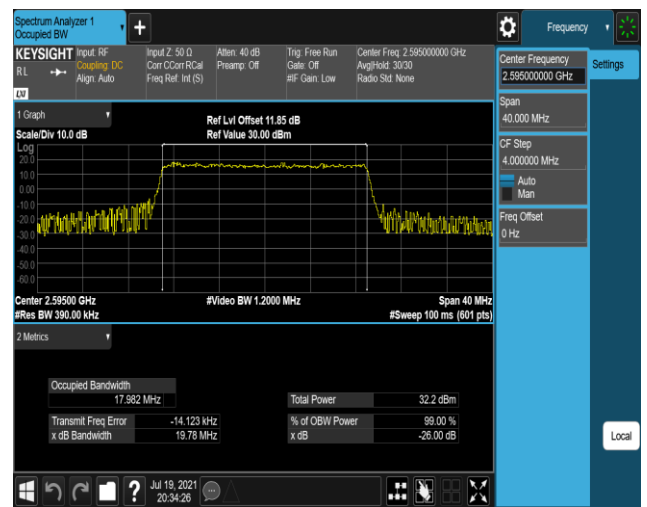 Spectrum Analyzer 1
Occupied BW
+
Frequency
KEYSIGHT
RL
LXI
Input: RF
Coupling: DC
Align: Auto
Input Z: 50 Ω
Corr CCorr RCal
Freq Ref: Int (S)
Atten: 40 dB
Preamp: Off
Trig: Free Run
Gate: Off
#IF Gain: Low
Center Freq: 2.595000000 GHz
Avg|Hold: 30/30
Radio Std: None
Center Frequency
2.595000000 GHz
Settings
Span
40.000 MHz
CF Step
4.000000 MHz
Auto
Man
Freq Offset
0 Hz
1 Graph
Scale/Div 10.0 dB
Ref Lvl Offset 11.85 dB
Ref Value 30.00 dBm
Log
20.0
10.0
0.00
-10.0
-20.0
-30.0
-40.0
-50.0
-60.0
Center 2.59500 GHz
#Video BW 1.2000 MHz
Span 40 MHz
#Res BW 390.00 kHz
#Sweep 100 ms (601 pts)
2 Metrics
Occupied Bandwidth
17.982 MHz
Total Power 32.2 dBm
Transmit Freq Error -14.123 kHz
% of OBW Power 99.00 %
x dB Bandwidth 19.78 MHz
x dB -26.00 dB
Local
?
Jul 19, 2021
20:34:26